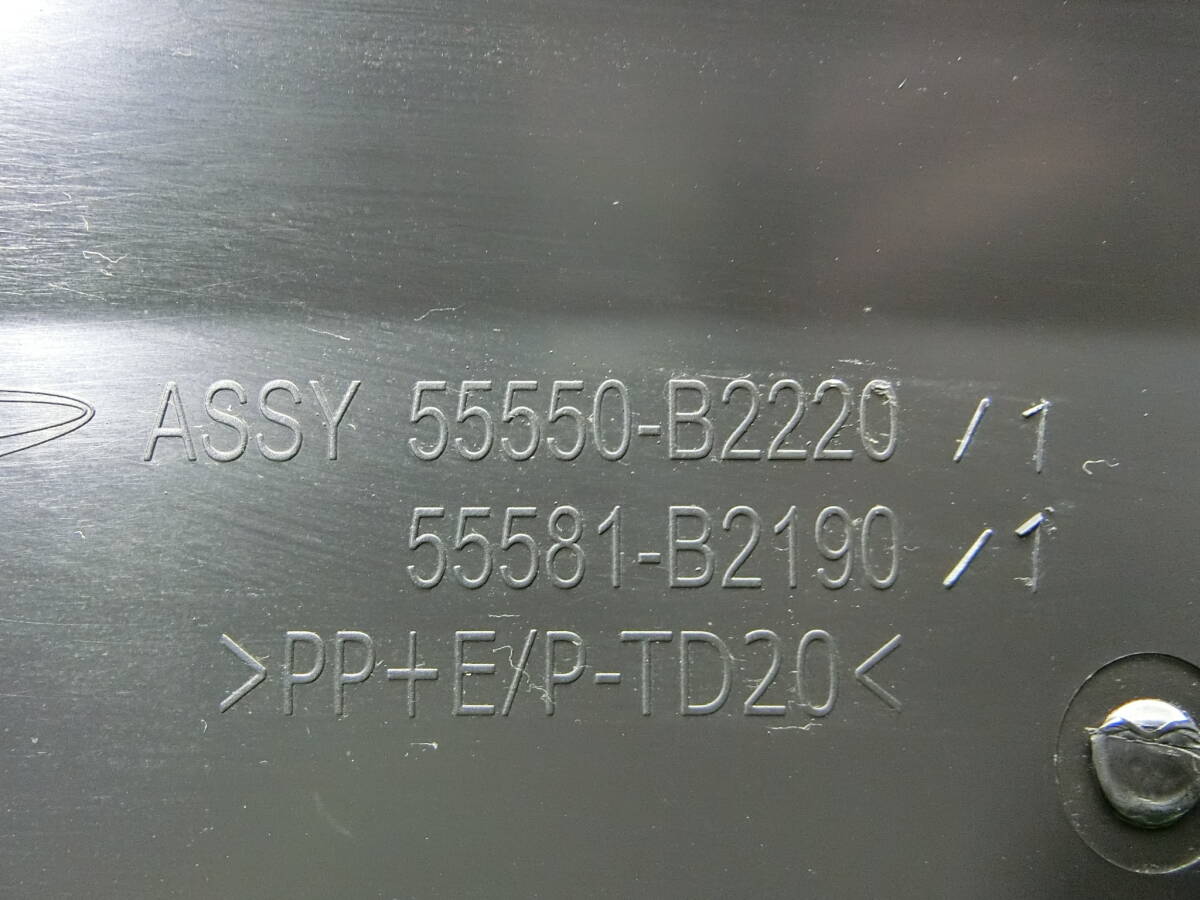 ASSY 55550-B2220 /1
55581-B2190 /1
>PP+E/P-TD20<